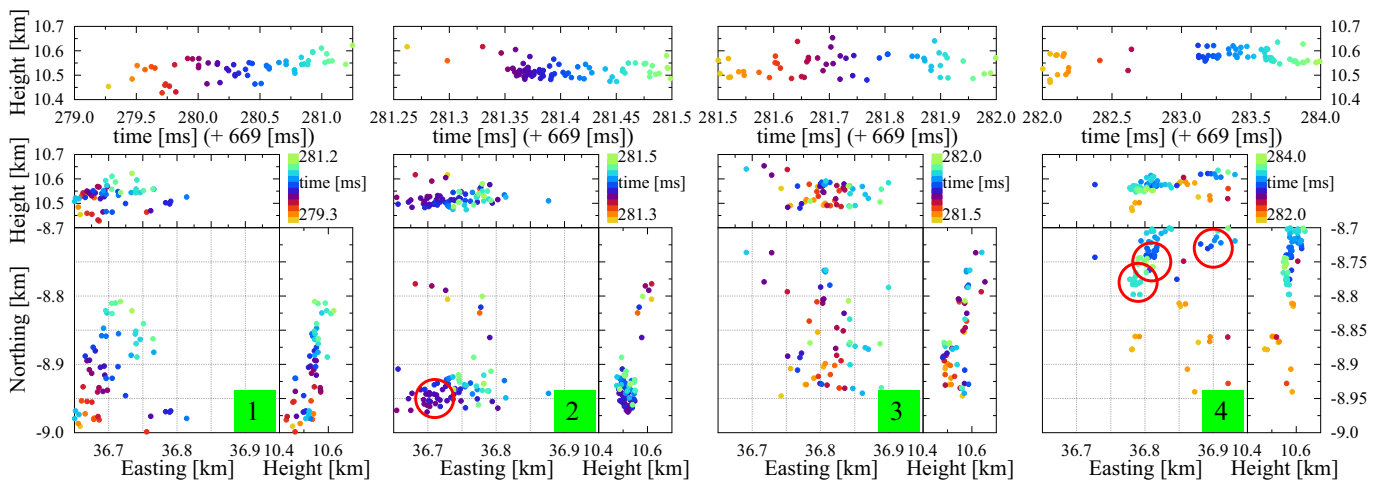 10.7
10.6
10.5
10.4
Height [km]
279.0 279.5 280.0 280.5 281.0
time [ms] (+ 669 [ms])
281.25 281.3 281.35 281.4 281.45 281.5
time [ms] (+ 669 [ms])
281.5 281.6 281.7 281.8 281.9 282.0
time [ms] (+ 669 [ms])
282.0 282.5 283.0 283.5 284.0
time [ms] (+ 669 [ms])
10.7
10.6
10.5
10.4
Height [km]
10.7
10.6
10.5
Height [km]
281.2
time [ms]
279.3
281.5
time [ms]
281.3
282.0
time [ms]
281.5
284.0
time [ms]
282.0
-8.7
-8.8
-8.9
-9.0
Northing [km]
1
2
3
4
-8.7
-8.75
-8.8
-8.85
-8.9
-8.95
-9.0
36.7 36.8 36.9 10.4 10.6
Easting [km] Height [km]
36.7 36.8 36.9 10.4 10.6
Easting [km] Height [km]
36.7 36.8 36.9 10.4 10.6
Easting [km] Height [km]
36.7 36.8 36.9 10.4 10.6
Easting [km] Height [km]